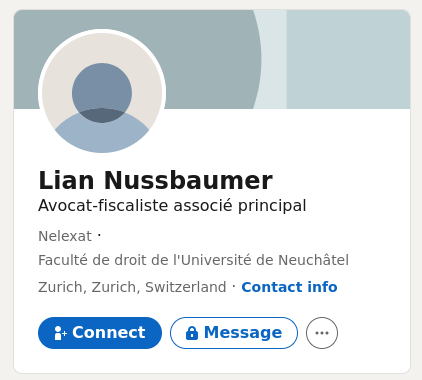 Lian Nussbaumer
Avocat-fiscaliste associé principal
Nelexat ·
Faculté de droit de l'Université de Neuchâtel
Zurich, Zurich, Switzerland · Contact info
Connect Message